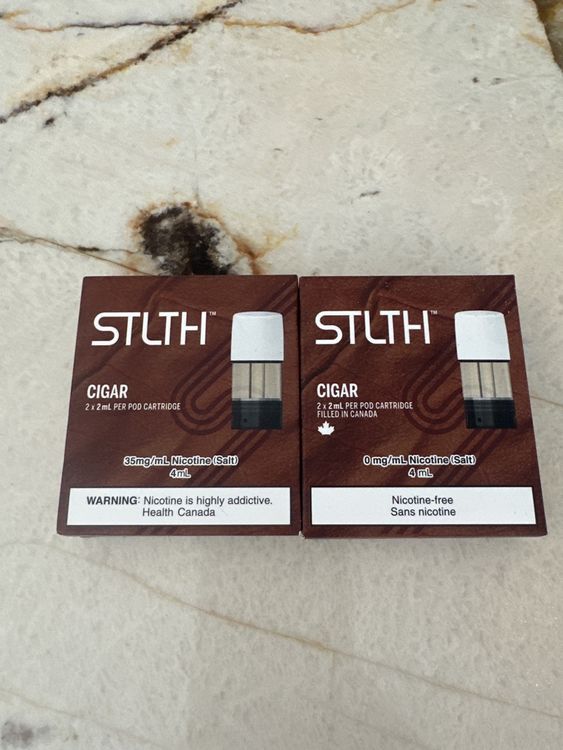 STLTH™
CIGAR
2 x 2mL PER POD CARTRIDGE
35mg/mL Nicotine (Salt)
4mL
WARNING: Nicotine is highly addictive.
Health Canada
STLTH™
CIGAR
2 x 2mL PER POD CARTRIDGE
FILLED IN CANADA
0 mg/mL Nicotine (Salt)
4 mL
Nicotine-free
Sans nicotine